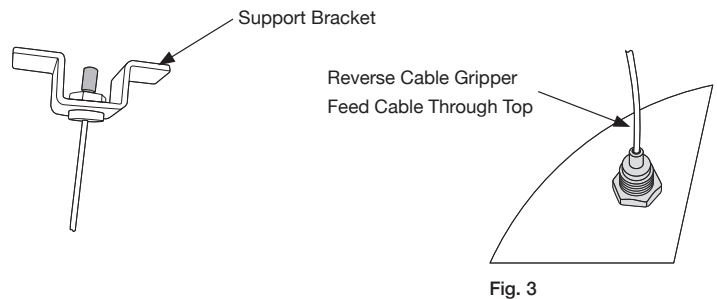 Support Bracket
Reverse Cable Gripper
Feed Cable Through Top
Fig. 3